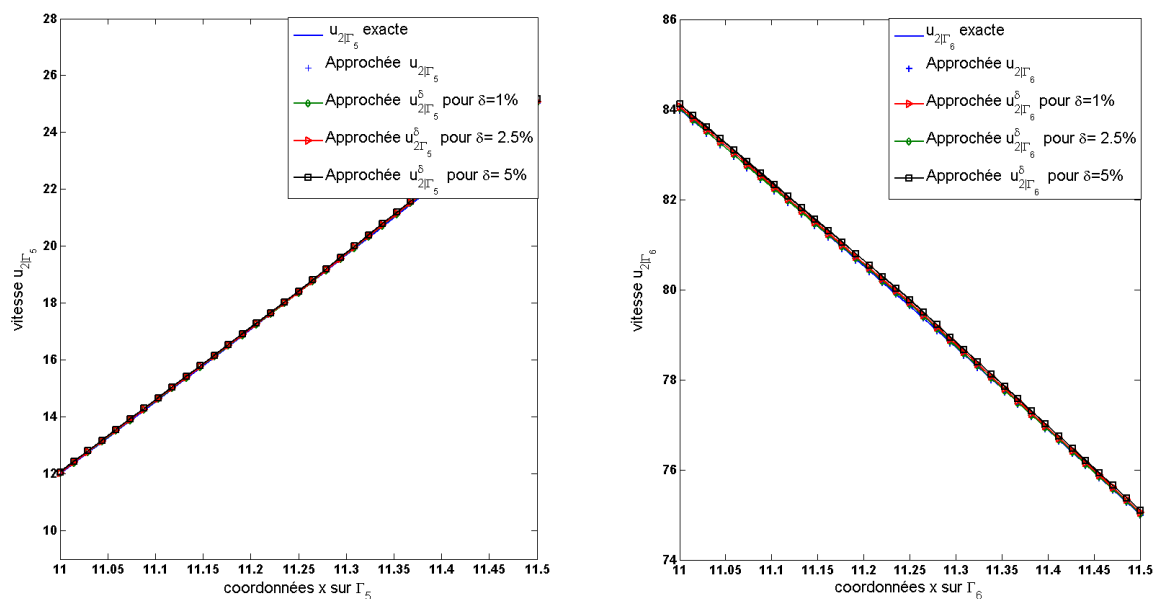 28
26
24
22
20
18
16
14
12
10
11 11.05 11.1 11.15 11.2 11.25 11.3 11.35 11.4 11.45 11.5
vitesse u2|Γ5
coordonnées x sur Γ5
u2|Γ5 exacte
Approchée u2|Γ5
Approchée uδ2|Γ5 pour δ=1%
Approchée uδ2|Γ5 pour δ= 2.5%
Approchée uδ2|Γ5 pour δ= 5%
86
84
82
80
78
76
74
11 11.05 11.1 11.15 11.2 11.25 11.3 11.35 11.4 11.45 11.5
vitesse u2|Γ6
coordonnées x sur Γ6
u2|Γ6 exacte
Approchée u2|Γ6
Approchée uδ2|Γ6 pour δ=1%
Approchée uδ2|Γ6 pour δ= 2.5%
Approchée uδ2|Γ6 pour δ=5%